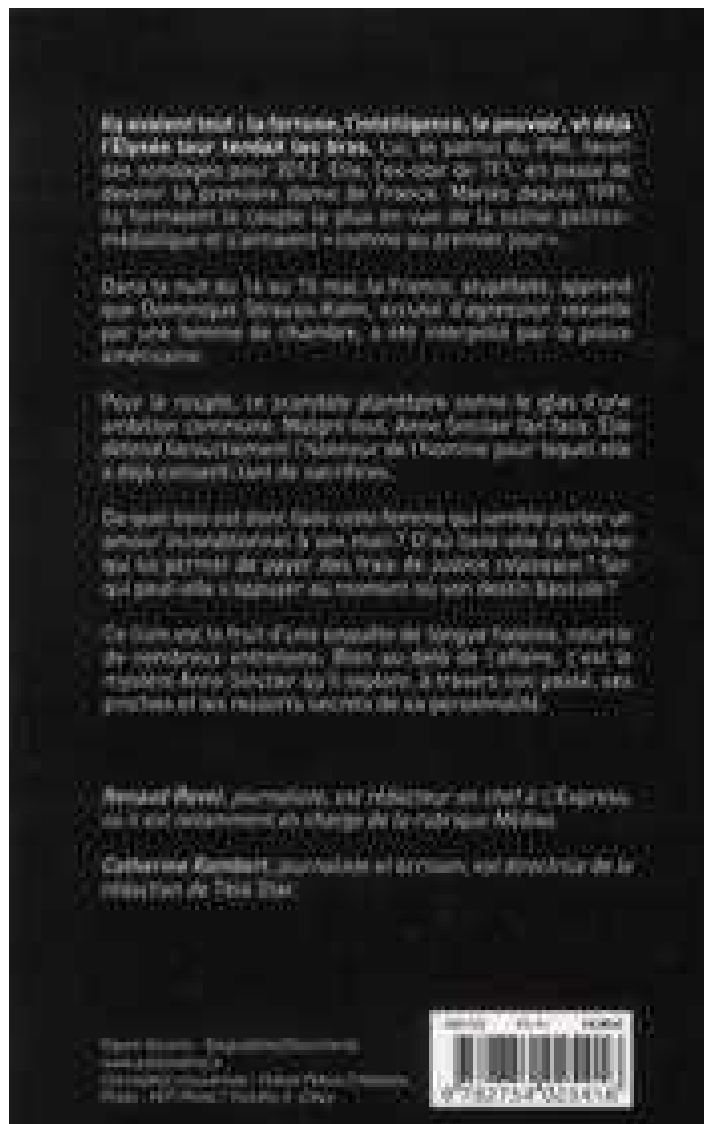 Ils avaient tout : la fortune, l'intelligence, le pouvoir, et déjà
l'Élysée leur tendait les bras. Lui, le patron du FMI, favori
des sondages pour 2012. Elle, l'ex-star de TF1, en passe de
devenir la première dame de France. Mariés depuis 1991,
ils formaient le couple le plus en vue de la scène politico-
médiatique et s'aimaient « comme au premier jour ».
Dans la nuit du 14 au 15 mai, la France, stupéfaite, apprend
que Dominique Strauss-Kahn, accusé d'agression sexuelle
par une femme de chambre, a été interpellé par la police
américaine.
Pour le couple, ce scandale planétaire sonne le glas d'une
ambition commune. Malgré tout, Anne Sinclair fait face. Elle
défend farouchement l'honneur de l'homme pour lequel elle
a déjà consenti tant de sacrifices.
De quel bois est donc faite cette femme qui semble porter un
amour inconditionnel à son mari ? D'où tient-elle la fortune
qui lui permet de payer des frais de justice colossaux ? Sur
qui peut-elle s'appuyer au moment où son destin bascule ?
Ce livre est le fruit d'une enquête de longue haleine, nourrie
de nombreux entretiens. Bien au-delà de l'affaire, c'est le
mystère Anne Sinclair qu'il explore, à travers son passé, ses
proches et les ressorts secrets de sa personnalité.
Renaud Revel, journaliste, est rédacteur en chef à L'Express,
où il est notamment en charge de la rubrique Médias.
Catherine Rambert, journaliste et écrivain, est directrice de la
rédaction de Télé Star.